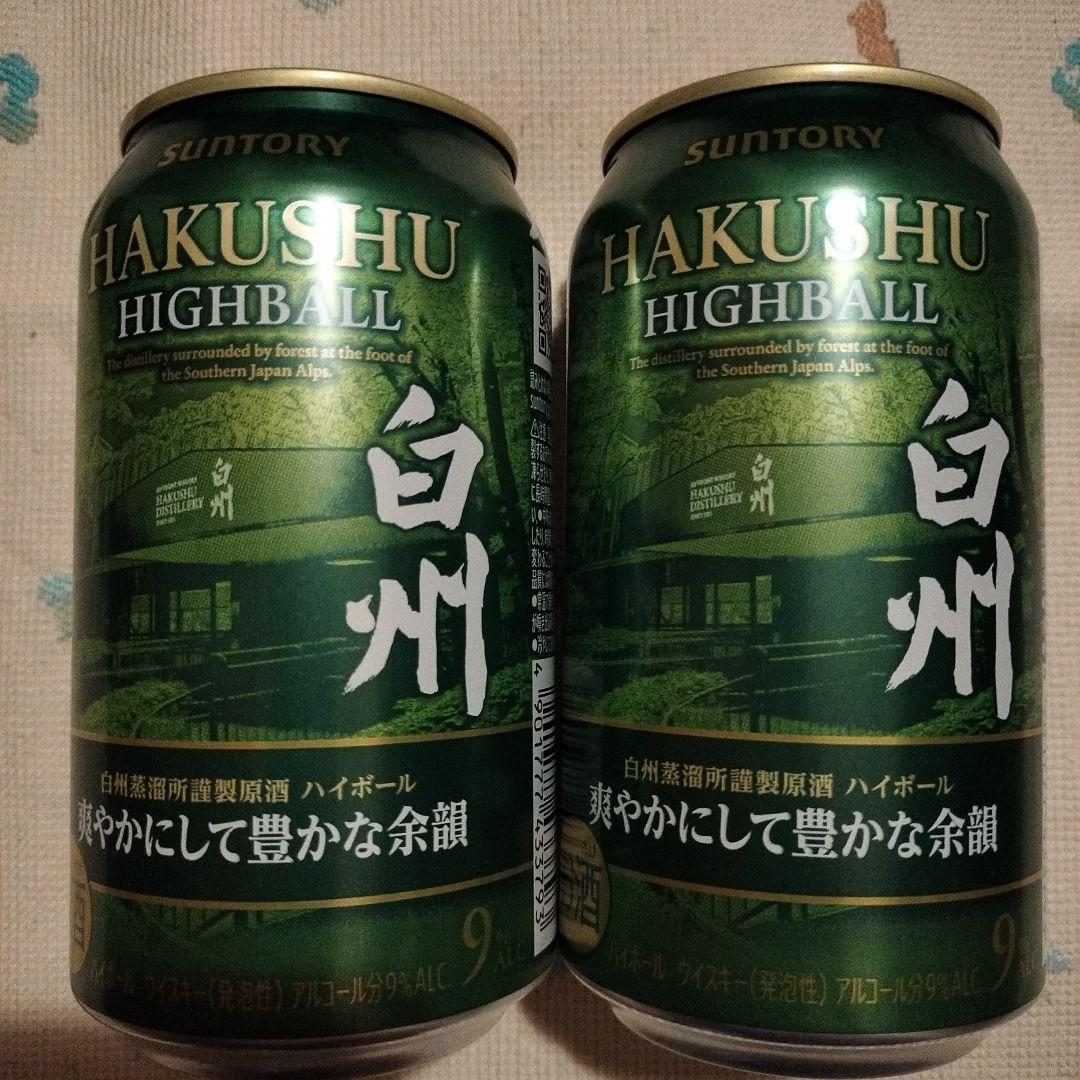 SUNTORY
HAKUSHU
HIGHBALL
The distillery surrounded by forest at the foot of
the Southern Japan Alps.
白州
HAKUSHU
DISTILLERY
白州
白州蒸溜所謹製原酒 ハイボール
爽やかにして豊かな余韻
9
ALC
ハイボール ウイスキー(発泡性) アルコール分9%ALC.
酒
4 901777 433793
SUNTORY
HAKUSHU
HIGHBALL
The distillery surrounded by forest at the foot of
the Southern Japan Alps.
白州
HAKUSHU
DISTILLERY
白州
白州蒸溜所謹製原酒 ハイボール
爽やかにして豊かな余韻
酒
9
ハイボール ウイスキー(発泡性) アルコール分9%ALC.